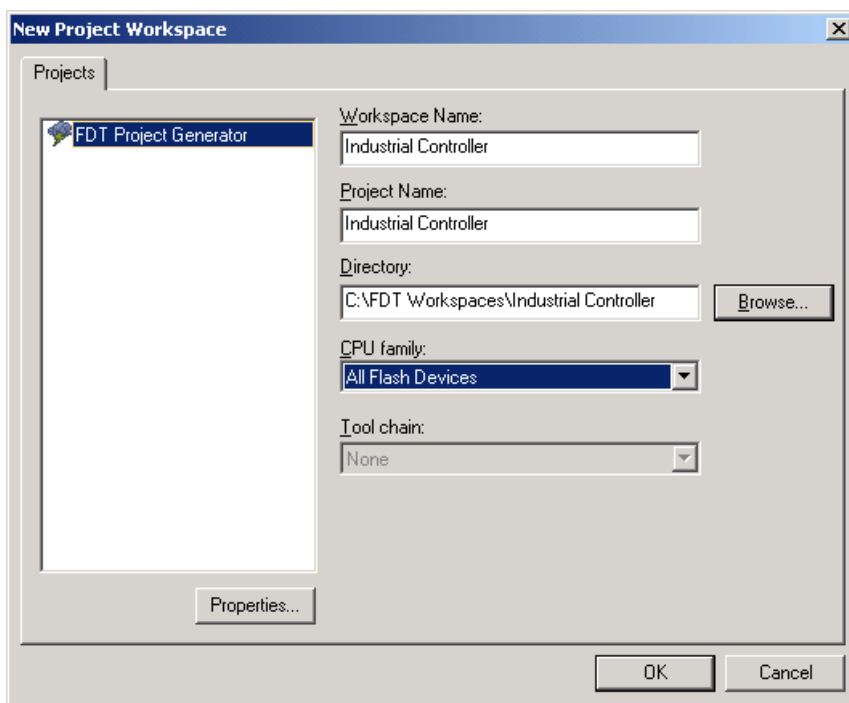 New Project Workspace
Projects
FDT Project Generator
Workspace Name:
Industrial Controller
Project Name:
Industrial Controller
Directory:
C:\FDT Workspaces\Industrial Controller
Browse...
CPU family:
All Flash Devices
Tool chain:
None
Properties...
OK Cancel